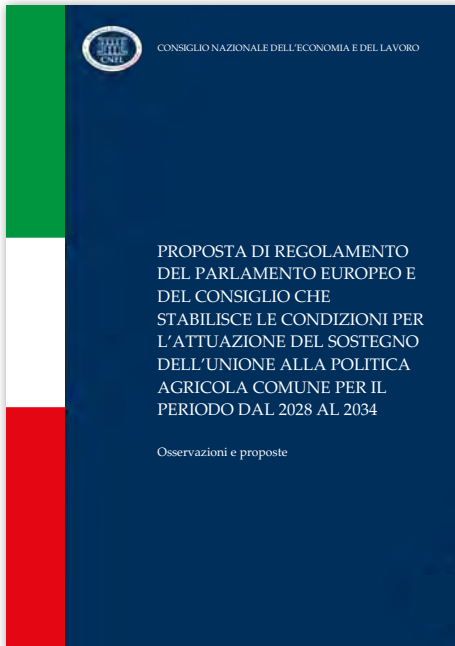 CNEL
CONSIGLIO NAZIONALE DELL'ECONOMIA E DEL LAVORO
PROPOSTA DI REGOLAMENTO
DEL PARLAMENTO EUROPEO E
DEL CONSIGLIO CHE
STABILISCE LE CONDIZIONI PER
L'ATTUAZIONE DEL SOSTEGNO
DELL'UNIONE ALLA POLITICA
AGRICOLA COMUNE PER IL
PERIODO DAL 2028 AL 2034
Osservazioni e proposte